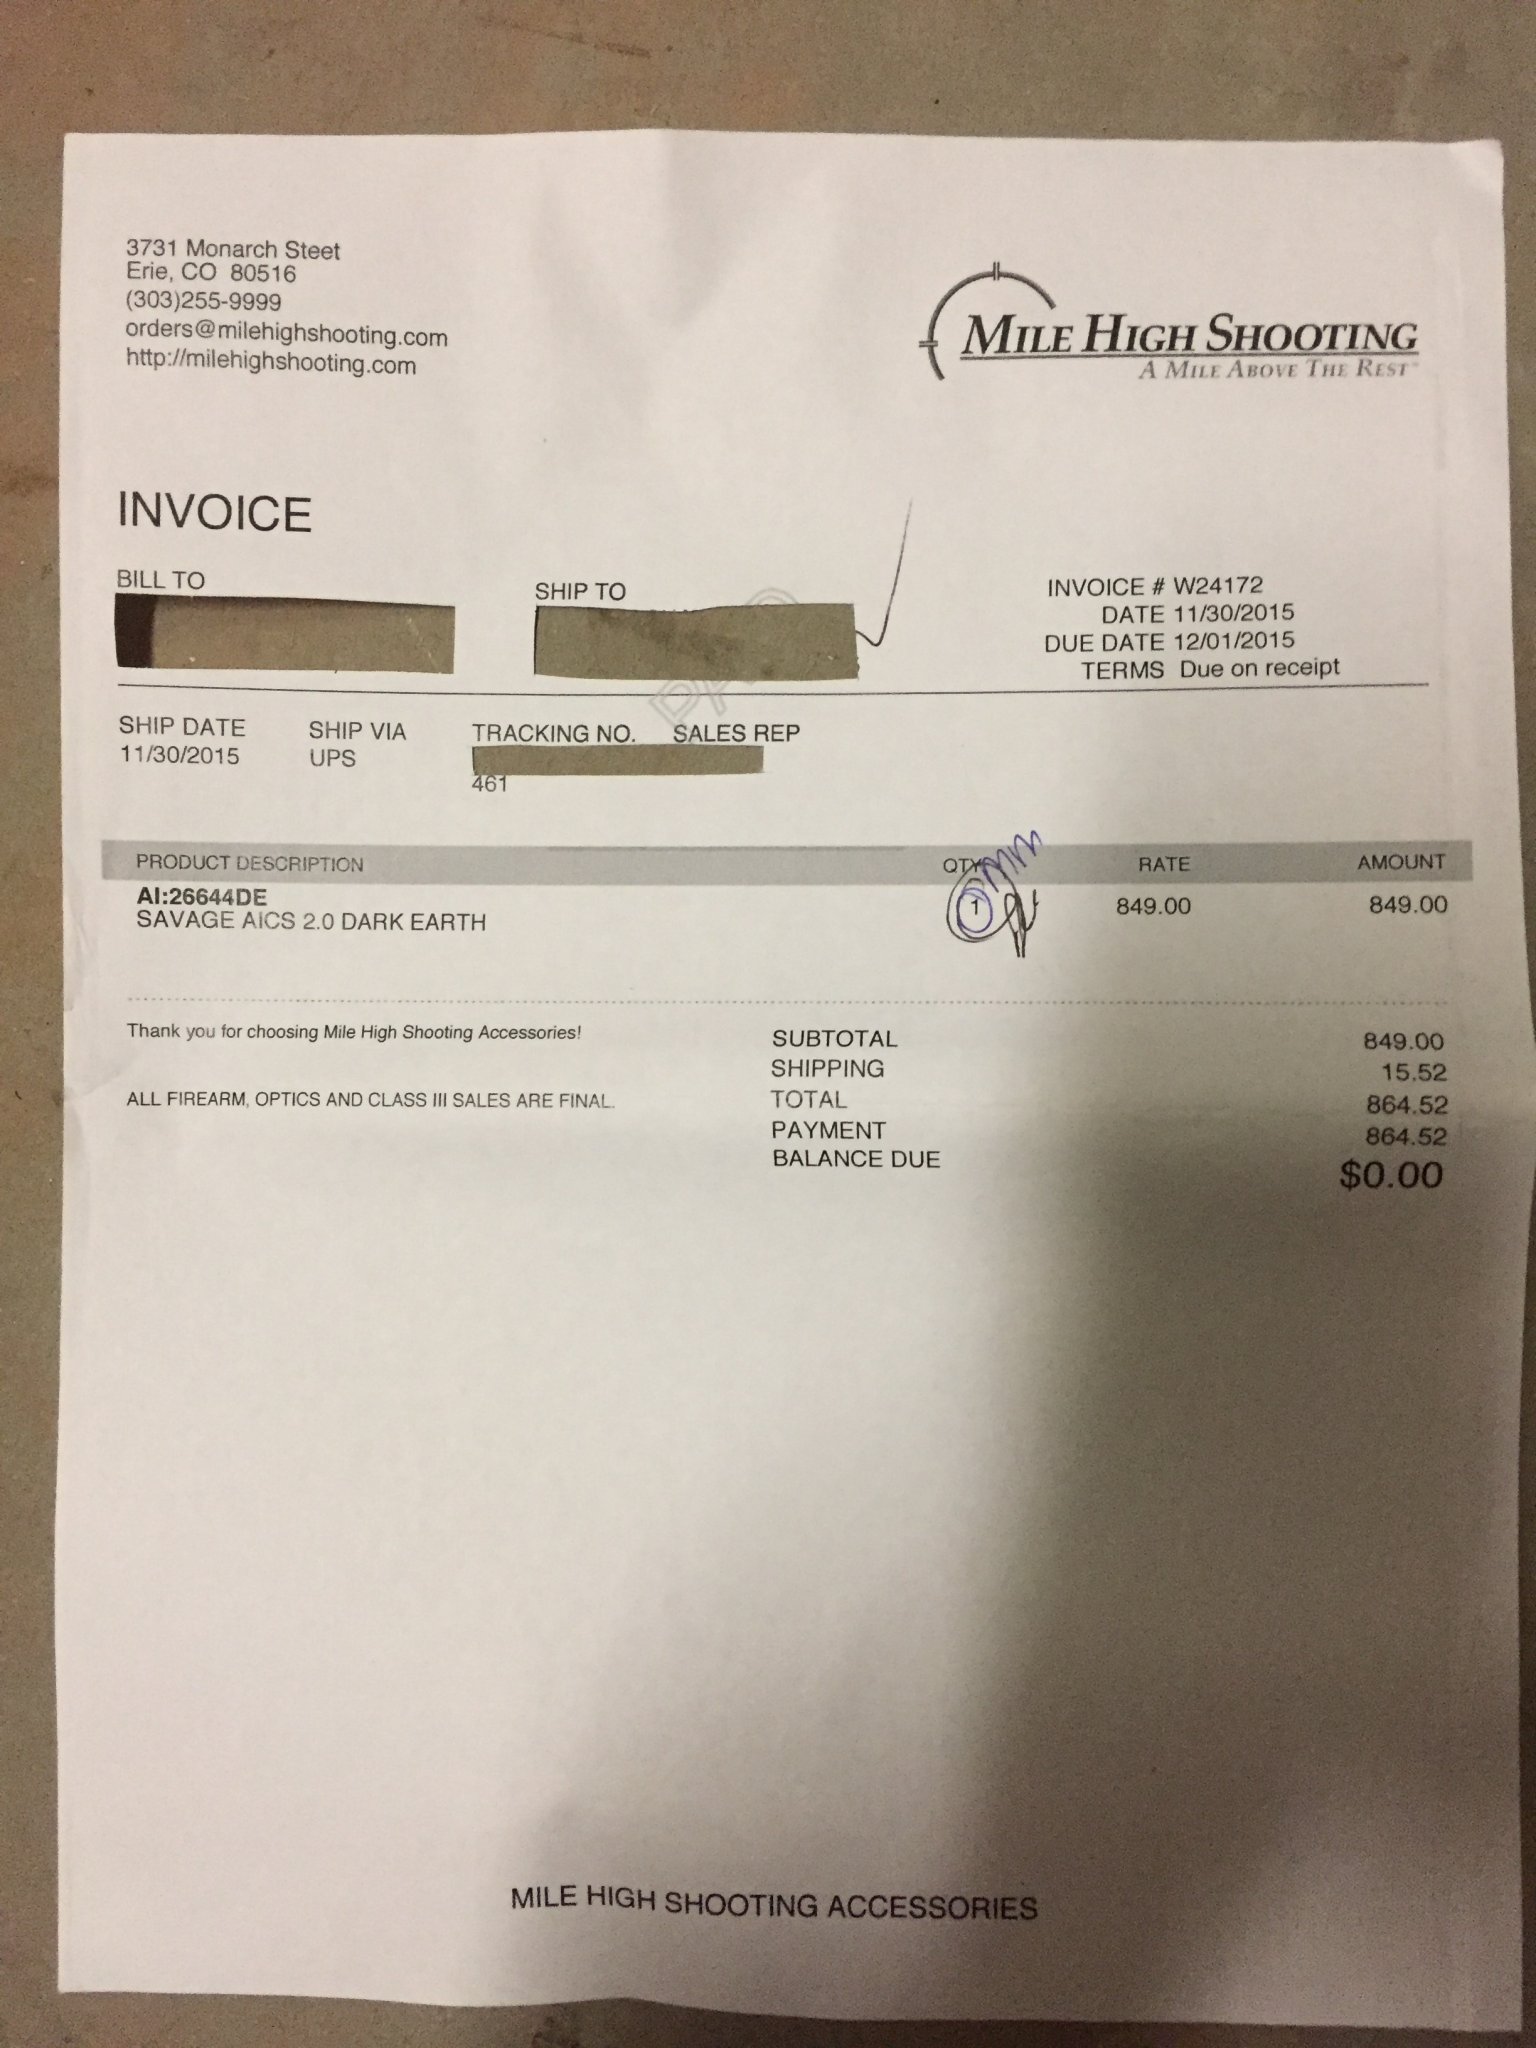 3731 Monarch Steet
Erie, CO 80516
(303)255-9999
orders@milehighshooting.com
http://milehighshooting.com
MILE HIGH SHOOTING
A MILE ABOVE THE REST
INVOICE
BILL TO
SHIP TO
INVOICE # W24172
DATE 11/30/2015
DUE DATE 12/01/2015
TERMS Due on receipt
PAID
SHIP DATE
11/30/2015
SHIP VIA
UPS
TRACKING NO.
461
SALES REP
PRODUCT DESCRIPTION QTY RATE AMOUNT
AI:26644DE
SAVAGE AICS 2.0 DARK EARTH
1 849.00 849.00
Thank you for choosing Mile High Shooting Accessories!
ALL FIREARM, OPTICS AND CLASS III SALES ARE FINAL.
SUBTOTAL 849.00
SHIPPING 15.52
TOTAL 864.52
PAYMENT 864.52
BALANCE DUE $0.00
MILE HIGH SHOOTING ACCESSORIES